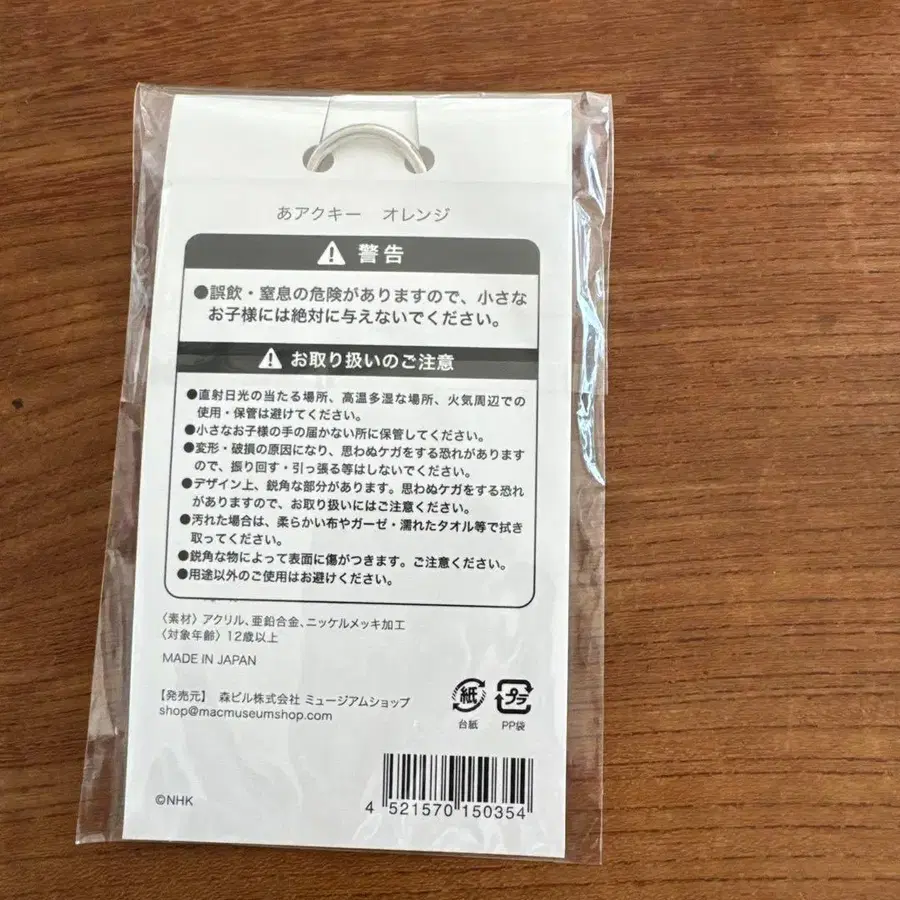 あアクキー　オレンジ
警告
●誤飲・窒息の危険がありますので、小さな
お子様には絶対に与えないでください。
お取り扱いのご注意
●直射日光の当たる場所、高温多湿な場所、火気周辺での
使用・保管は避けてください。
●小さなお子様の手の届かない所に保管してください。
●変形・破損の原因になり、思わぬケガをする恐れがあります
ので、振り回す・引っ張る等はしないでください。
●デザイン上、鋭角な部分があります。思わぬケガをする恐れ
がありますので、お取り扱いにはご注意ください。
●汚れた場合は、柔らかい布やガーゼ・濡れたタオル等で拭き
取ってください。
●鋭角な物によって表面に傷がつきます。ご注意ください。
●用途以外のご使用はお避けください。
〈素材〉アクリル、亜鉛合金、ニッケルメッキ加工
〈対象年齢〉12歳以上
MADE IN JAPAN
【発売元】 森ビル株式会社 ミュージアムショップ
shop@macmuseumshop.com
紙
台紙
プラ
PP袋
©NHK
4 521570 150354